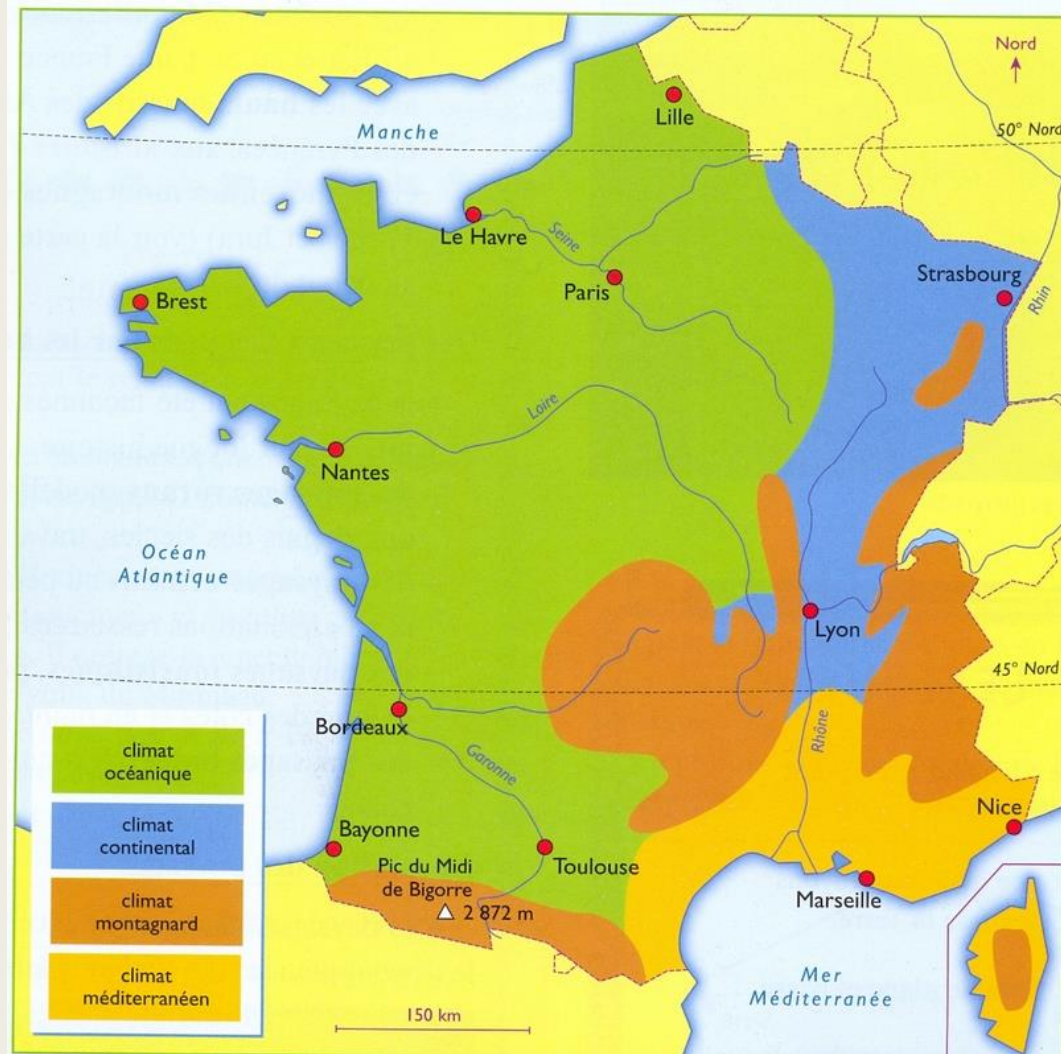 Nord
Lille
50° Nord
Manche
Le Havre
Seine
Paris
Strasbourg
Rhin
Brest
Loire
Nantes
Océan
Atlantique
Lyon
45° Nord
Bordeaux
Rhône
Garonne
climat
océanique
climat
continental
climat
montagnard
climat
méditerranéen
Bayonne
Pic du Midi
de Bigorre
2 872 m
Toulouse
Nice
Marseille
Mer
Méditerranée
150 km